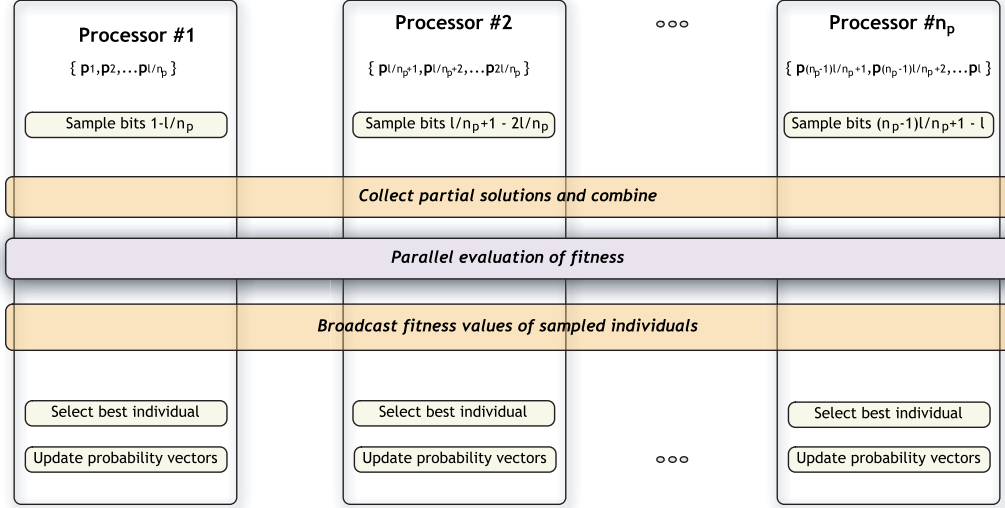 Processor #1
Processor #2
Processor #np
{ p1,p2,...pl/np }
{ pl/np+1,pl/np+2,...p2l/np }
{ p(np-1)l/np+1,p(np-1)l/np+2,...pl }
Sample bits 1-l/np
Sample bits l/np+1 - 2l/np
Sample bits (np-1)l/np+1 - l
Collect partial solutions and combine
Parallel evaluation of fitness
Broadcast fitness values of sampled individuals
Select best individual
Select best individual
Select best individual
Update probability vectors
Update probability vectors
Update probability vectors